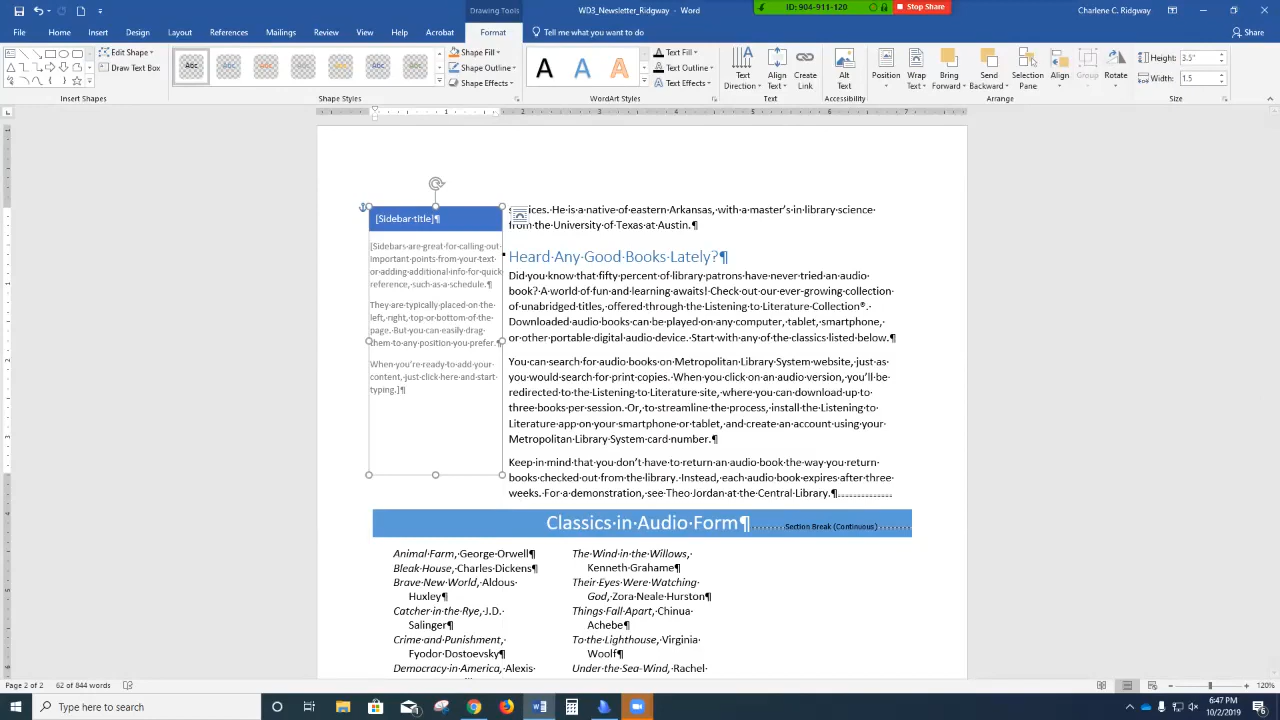 Drawing Tools
WD3_Newsletter_Ridgway - Word
ID: 904-911-120
Stop Share
Charlene C. Ridgway
File
Home
Insert
Design
Layout
References
Mailings
Review
View
Help
Acrobat
Format
Tell me what you want to do
Share
Edit Shape
Draw Text Box
Insert Shapes
Abc
Abc
Abc
Abc
Abc
Abc
Abc
Shape Fill
Shape Outline
Shape Effects
Shape Styles
A
A
A
Text Fill
Text Outline
Text Effects
WordArt Styles
Text
Direction
Align
Text
Create
Link
Text
Alt
Text
Accessibility
Position
Wrap
Text
Bring
Forward
Send
Backward
Selection
Pane
Align
Group
Rotate
Arrange
Height: 3.5"
Width: 1.5"
Size
1 2 3 4 5 6 7
[Sidebar·title]¶
[Sidebars·are·great·for·calling·out·
important·points·from·your·text·
or·adding·additional·info·for·quick·
reference,·such·as·a·schedule.¶
They·are·typically·placed·on·the·
left,·right,·top·or·bottom·of·the·
page.·But·you·can·easily·drag·
them·to·any·position·you·prefer.¶
When·you're·ready·to·add·your·
content,·just·click·here·and·start·
typing.]¶
ices.·He·is·a·native·of·eastern·Arkansas,·with·a·master's·in·library·science·
from·the·University·of·Texas·at·Austin.¶
Heard·Any·Good·Books·Lately?¶
Did·you·know·that·fifty·percent·of·library·patrons·have·never·tried·an·audio·
book?·A·world·of·fun·and·learning·awaits!·Check·out·our·ever-growing·collection·
of·unabridged·titles,·offered·through·the·Listening·to·Literature·Collection®.·
Downloaded·audio·books·can·be·played·on·any·computer,·tablet,·smartphone,·
or·other·portable·digital·audio·device.·Start·with·any·of·the·classics·listed·below.¶
You·can·search·for·audio·books·on·Metropolitan·Library·System·website,·just·as·
you·would·search·for·print·copies.·When·you·click·on·an·audio·version,·you'll·be·
redirected·to·the·Listening·to·Literature·site,·where·you·can·download·up·to·
three·books·per·session.·Or,·to·streamline·the·process,·install·the·Listening·to·
Literature·app·on·your·smartphone·or·tablet,·and·create·an·account·using·your·
Metropolitan·Library·System·card·number.¶
Keep·in·mind·that·you·don't·have·to·return·an·audio·book·the·way·you·return·
books·checked·out·from·the·library.·Instead,·each·audio·book·expires·after·three·
weeks.·For·a·demonstration,·see·Theo·Jordan·at·the·Central·Library.¶
Classics·in·Audio·Form¶ Section Break (Continuous)
Animal·Farm,·George·Orwell¶
Bleak·House,·Charles·Dickens¶
Brave·New·World,·Aldous·
Huxley¶
Catcher·in·the·Rye,·J.D.·
Salinger¶
Crime·and·Punishment,·
Fyodor·Dostoevsky¶
Democracy·in·America,·Alexis·
The·Wind·in·the·Willows,·
Kenneth·Grahame¶
Their·Eyes·Were·Watching·
God,·Zora·Neale·Hurston¶
Things·Fall·Apart,·Chinua·
Achebe¶
To·the·Lighthouse,·Virginia·
Woolf¶
Under·the·Sea-Wind,·Rachel·
Page 2 of 2
62 of 844 words
120%
Type here to search
6:47 PM
10/2/2019